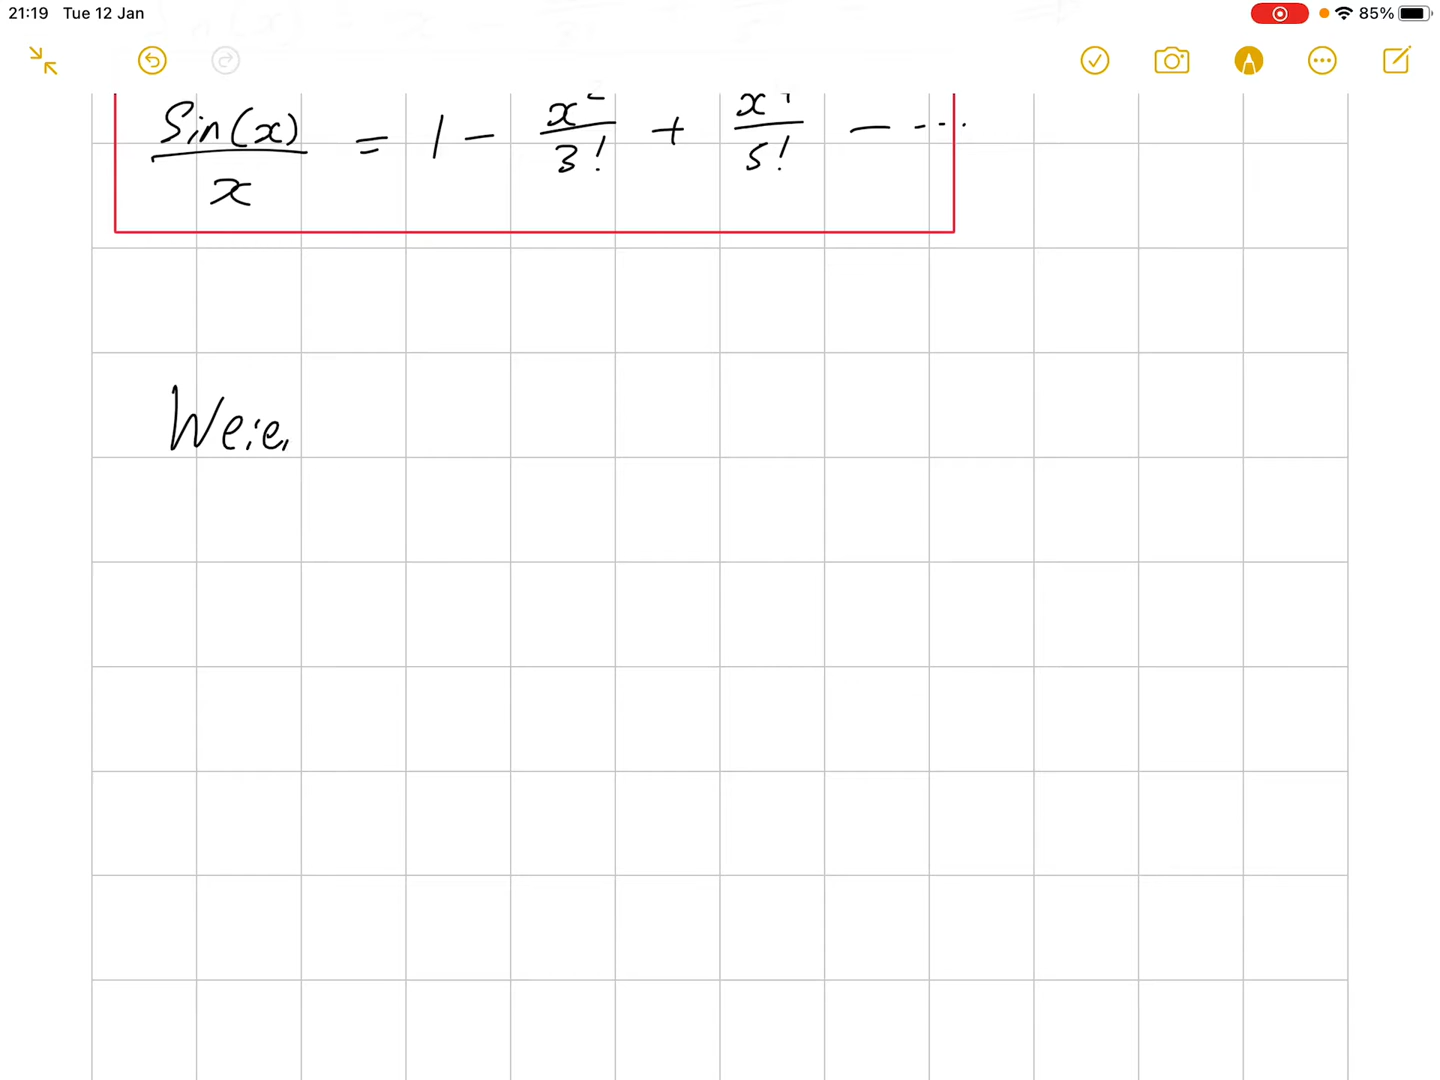 21:19 Tue 12 Jan 85%
Sin(x)/x = 1 - x²/3! + x⁴/5! - ...
Weie